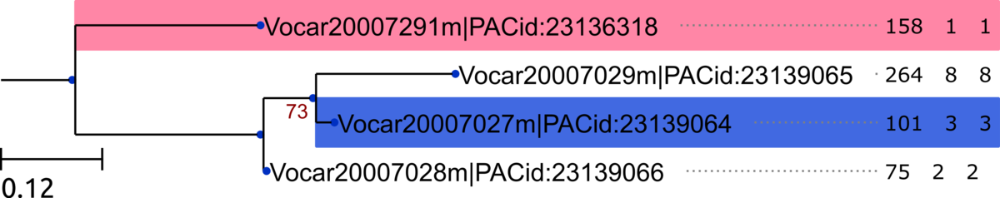 Vocar20007291m|PACid:23136318 158 1 1
Vocar20007029m|PACid:23139065 264 8 8
73
Vocar20007027m|PACid:23139064 101 3 3
Vocar20007028m|PACid:23139066 75 2 2
0.12